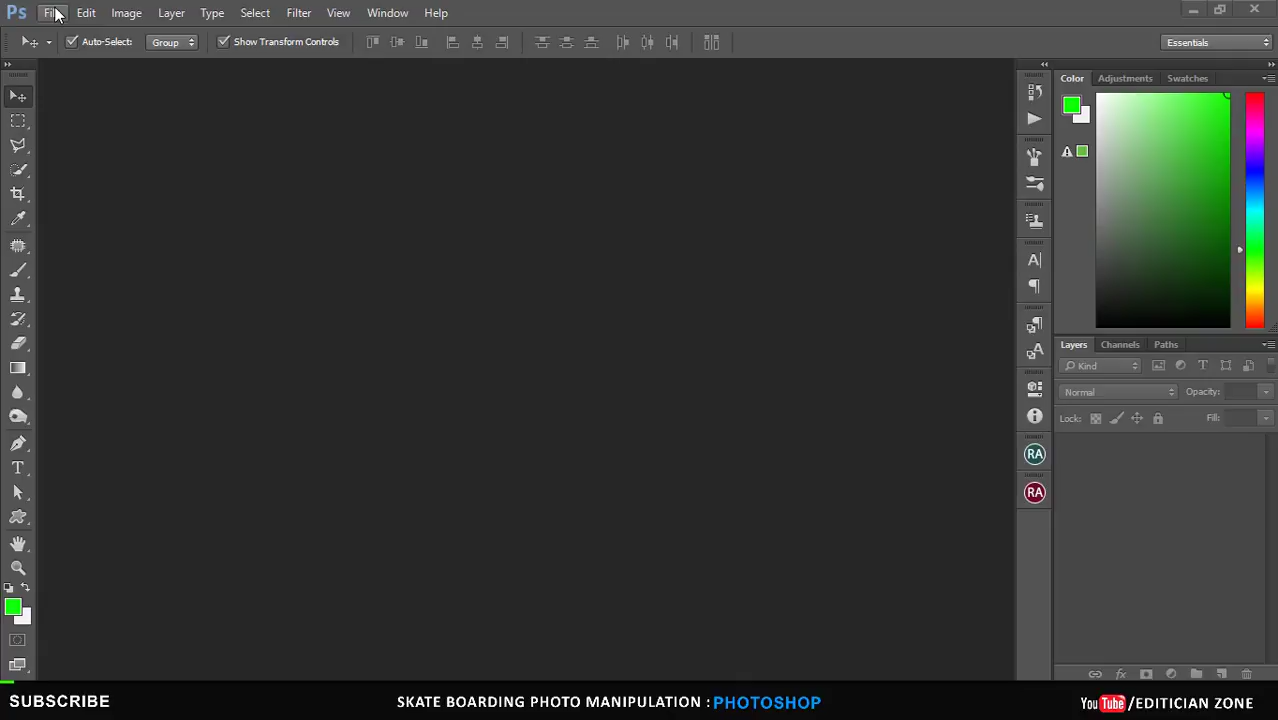 Ps File Edit Image Layer Type Select Filter View Window Help
Auto-Select: Group Show Transform Controls Essentials
Color Adjustments Swatches
Layers Channels Paths
Kind T
Normal Opacity:
Lock: Fill:
A
A
RA
RA
T
SUBSCRIBE SKATE BOARDING PHOTO MANIPULATION : PHOTOSHOP YouTube/EDITICIAN ZONE